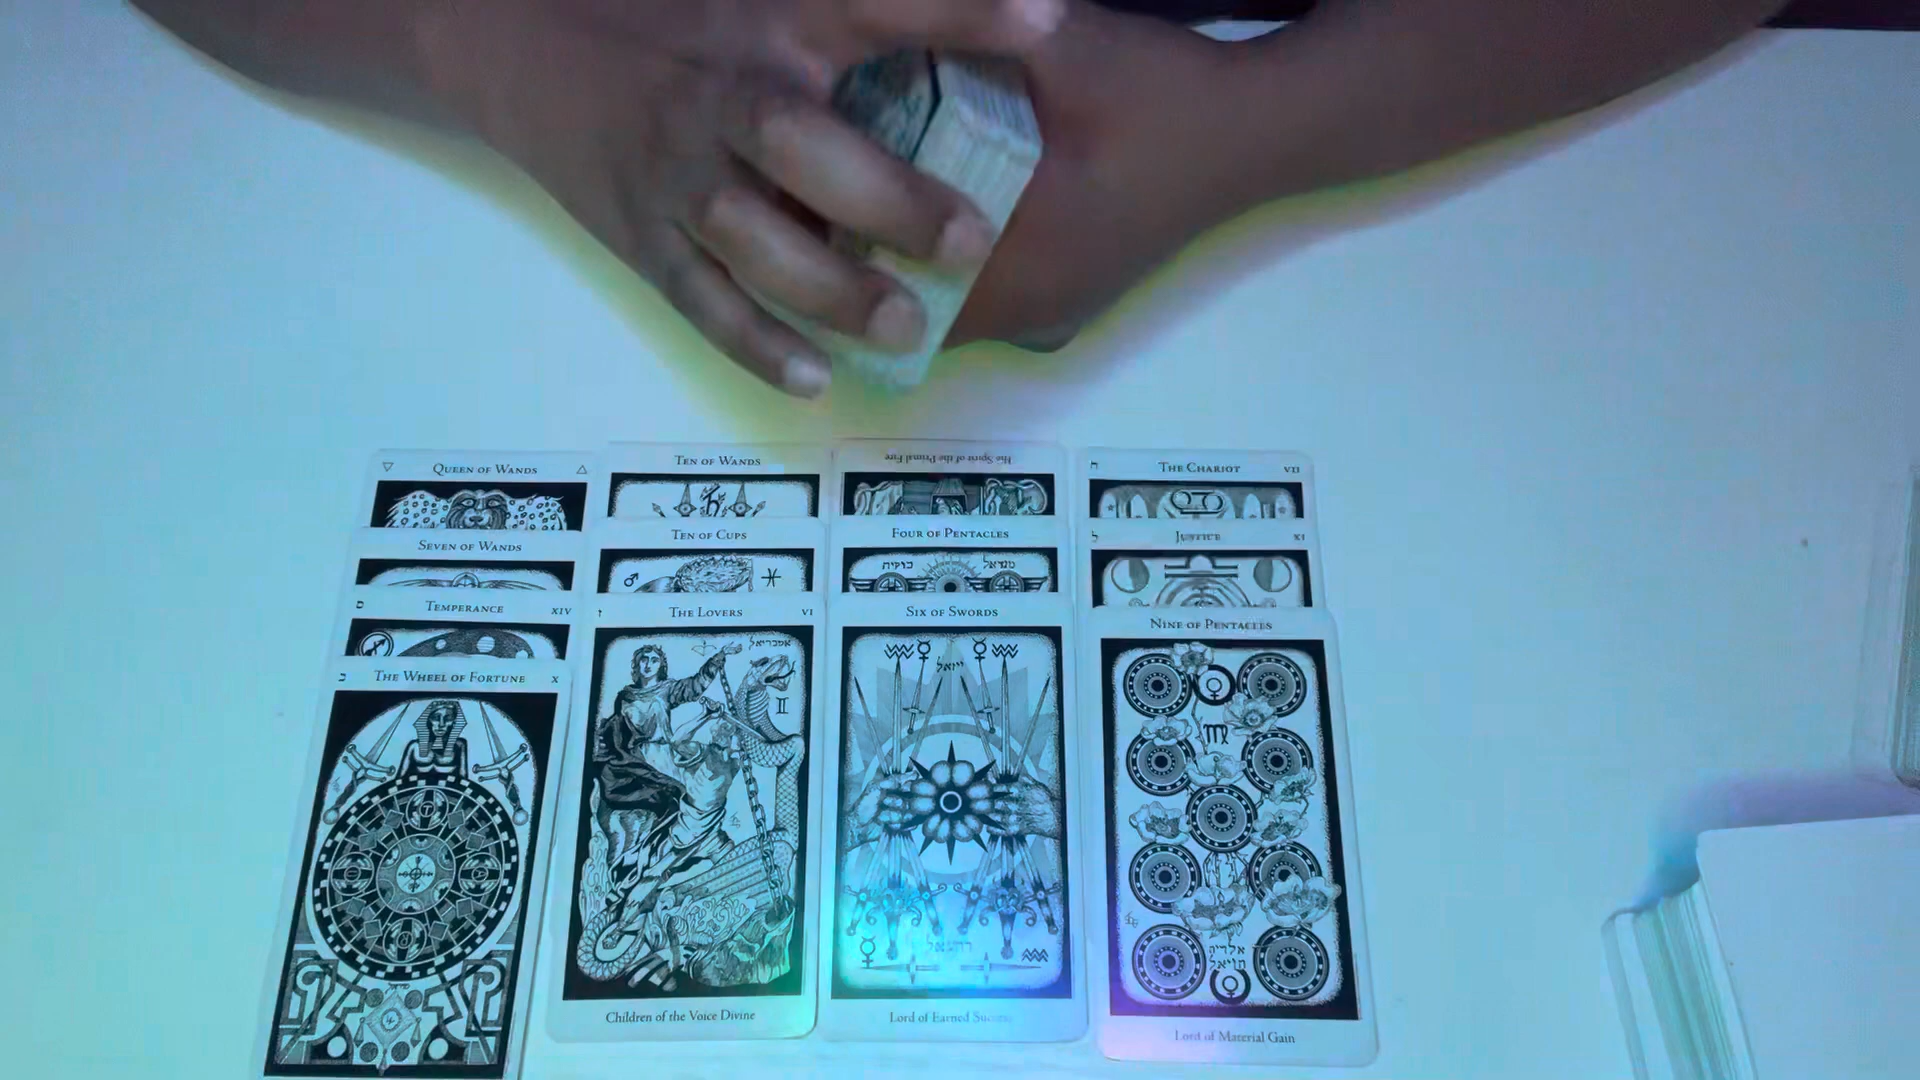 QUEEN OF WANDS
SEVEN OF WANDS
TEMPERANCE XIV
THE WHEEL OF FORTUNE X
TEN OF WANDS
TEN OF CUPS
THE LOVERS VI
Children of the Voice Divine
The Spirit of the Primal Fire
FOUR OF PENTACLES
SIX OF SWORDS
Lord of Earned Success
THE CHARIOT VII
JUSTICE XI
NINE OF PENTACLES
Lord of Material Gain